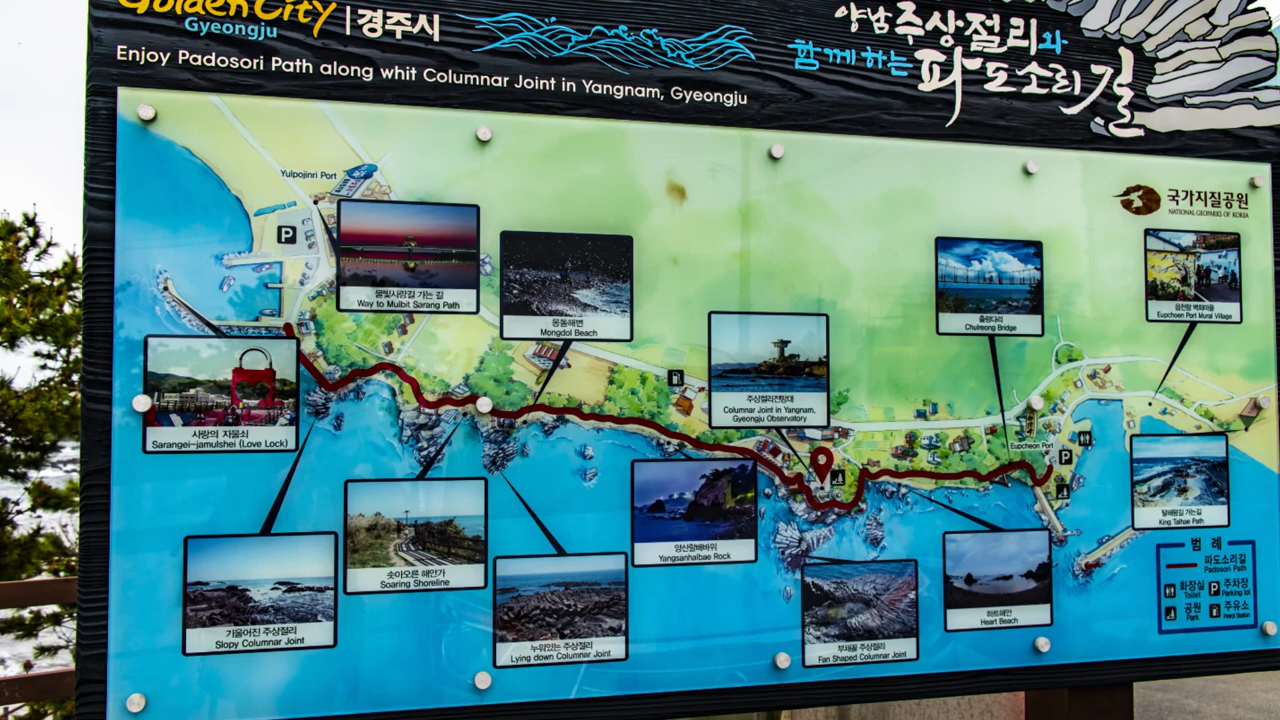 Golden City
Gyeongju
경주시
Enjoy Padosori Path along whit Columnar Joint in Yangnam, Gyeongju
양남 주상절리와
함께 하는 파도소리길
Yulpojinri Port
P
국가지질공원
NATIONAL GEOPARKS OF KOREA
물빛사랑길 가는 길
Way to Mulbit Sarang Path
몽돌해변
Mongdol Beach
출렁다리
Chulreong Bridge
읍천항 벽화마을
Eupcheon Port Mural Village
주상절리전망대
Columnar Joint in Yangnam,
Gyeongju Observatory
사랑의 자물쇠
Sarangei-jamulshei (Love Lock)
Eupcheon Port
P
솟아오른 해안가
Soaring Shoreline
양산할배바위
Yangsanhalbae Rock
King Talhae Path
기울어진 주상절리
Slopy Columnar Joint
누워있는 주상절리
Lying down Columnar Joint
부채꼴 주상절리
Fan Shaped Columnar Joint
하트해안
Heart Beach
범 례
파도소리길
Padosori Path
화장실
Toilet
P 주차장
Parking lot
공원
Park
주유소
Petrol Station